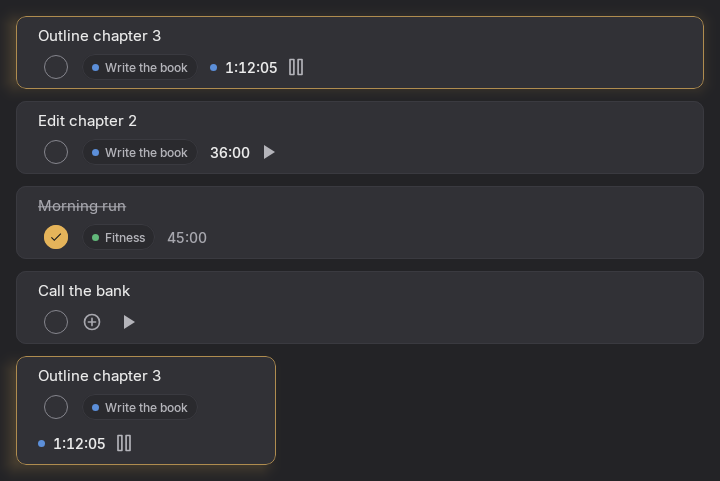 Outline chapter 3
Write the book 1:12:05
Edit chapter 2
Write the book 36:00
Morning run
Fitness 45:00
Call the bank
Outline chapter 3
Write the book
1:12:05